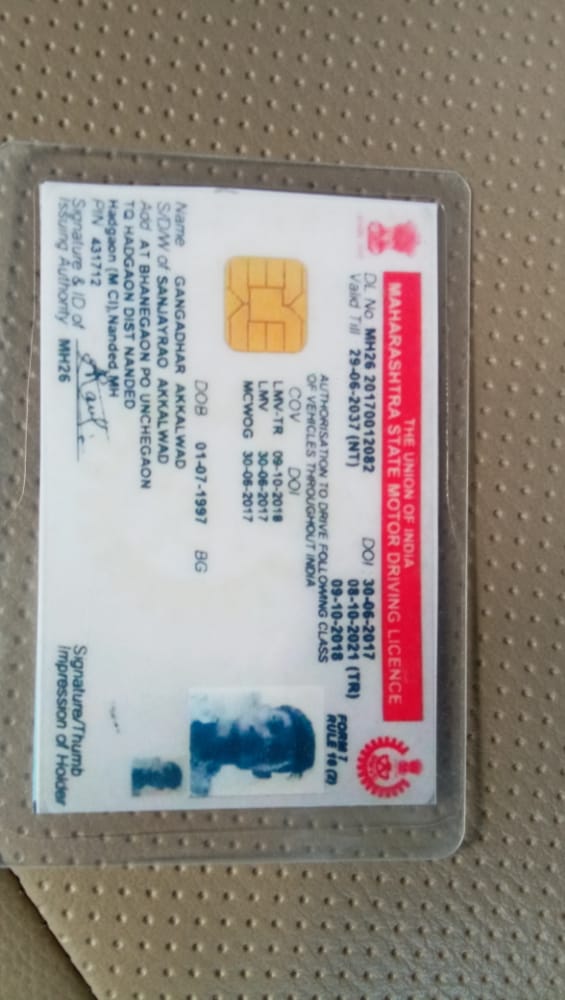 THE UNION OF INDIA
MAHARASHTRA STATE MOTOR DRIVING LICENCE
DL No MH26 20170012082 DOI 30-06-2017
Valid Till 29-06-2037 (NT) 08-10-2021 (TR)
09-10-2018
FORM 7
RULE 16 (2)
AUTHORISATION TO DRIVE FOLLOWING CLASS
OF VEHICLES THROUGHOUT INDIA
COV DOI
LMV-TR 09-10-2018
LMV 30-06-2017
MCWOG 30-06-2017
DOB 01-07-1997 BG
Name GANGADHAR AKKALWAD
S/D/W of SANJAYRAO AKKALWAD
Add AT BHANEGAON PO UNCHEGAON
TQ HADGAON DIST NANDED
Hadgaon (M Cl), Nanded, MH
PIN 431712
Signature & ID of
Issuing Authority MH26
Signature/Thumb
Impression of Holder